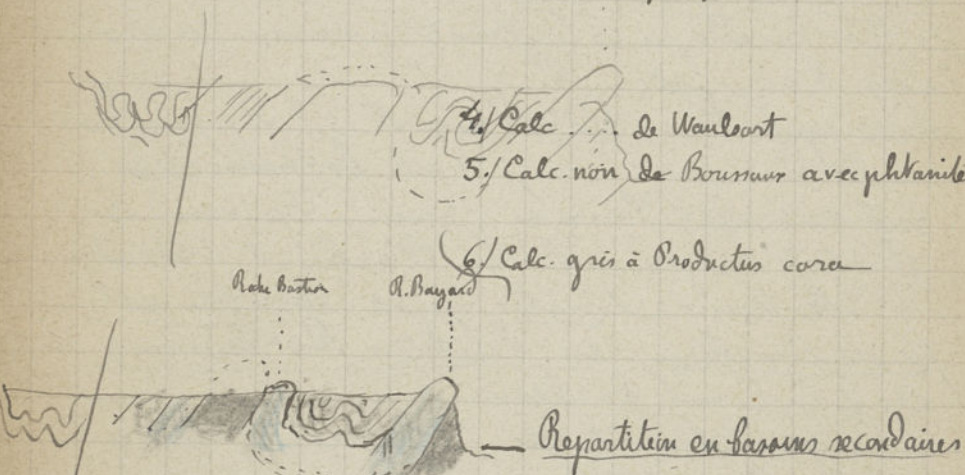 4./ Calc. ... de Waulsort
5./ Calc. noir de Boussaux avec phtanite
6./ Calc. gris à Productus cora
Roche Bastion
R. Bayard
Repartition en bassins secondaires